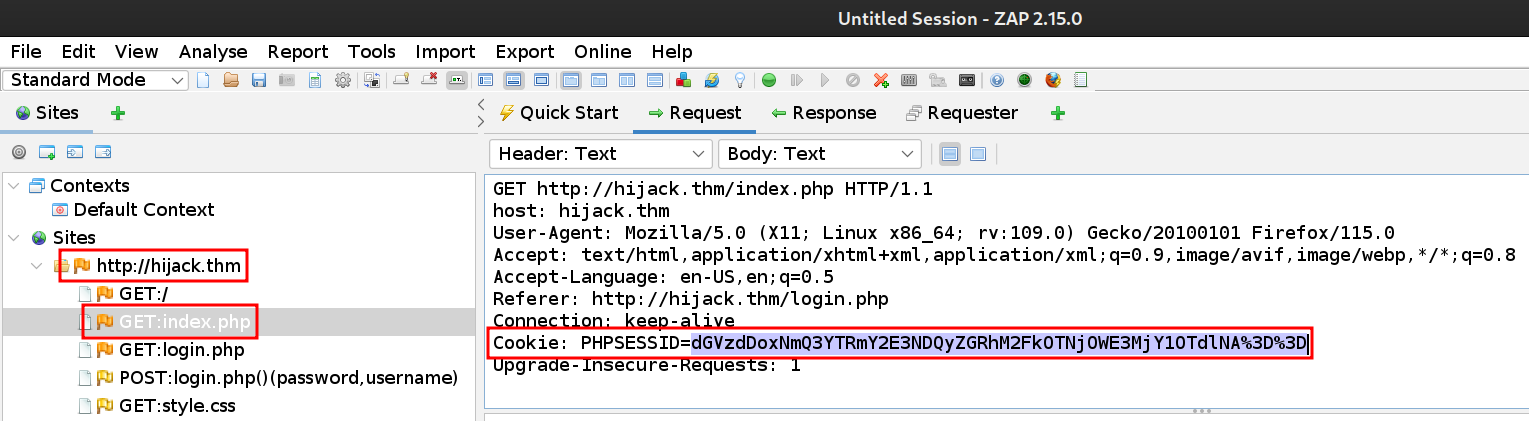 Untitled Session - ZAP 2.15.0
File Edit View Analyse Report Tools Import Export Online Help
Standard Mode
Sites
Quick Start Request Response Requester
Header: Text Body: Text
Contexts
Default Context
Sites
http://hijack.thm
GET:/
GET:index.php
GET:login.php
POST:login.php()(password,username)
GET:style.css
GET http://hijack.thm/index.php HTTP/1.1
host: hijack.thm
User-Agent: Mozilla/5.0 (X11; Linux x86_64; rv:109.0) Gecko/20100101 Firefox/115.0
Accept: text/html,application/xhtml+xml,application/xml;q=0.9,image/avif,image/webp,*/*;q=0.8
Accept-Language: en-US,en;q=0.5
Referer: http://hijack.thm/login.php
Connection: keep-alive
Cookie: PHPSESSID=dGVzdDoxNmQ3YTRmY2E3NDQyZGRhM2FkOTNjOWE3MjY1OTdlNA%3D%3D
Upgrade-Insecure-Requests: 1